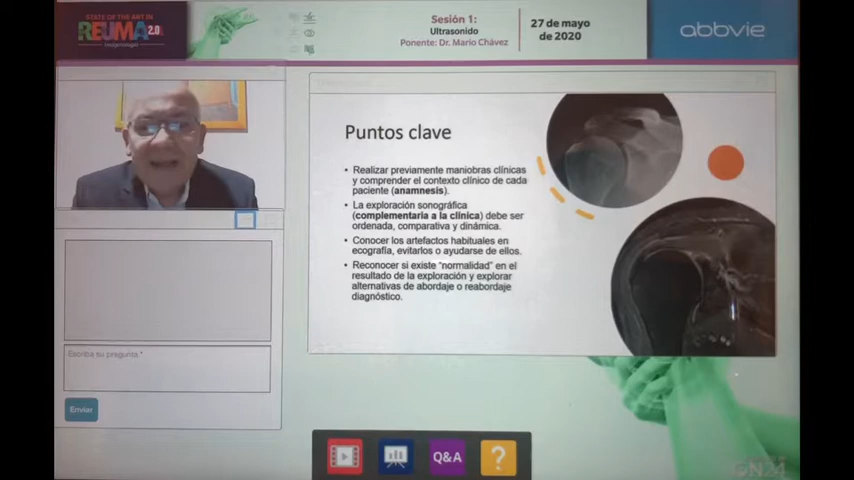 STATE OF THE ART IN
REUMA 2.0
Sesión 1:
Ultrasonido
Ponente: Dr. Mario Chávez
27 de mayo
de 2020
abbvie
Puntos clave
• Realizar previamente maniobras clínicas
y comprender el contexto clínico de cada
paciente (anamnesis).
• La exploración sonográfica
(complementaria a la clínica) debe ser
ordenada, comparativa y dinámica.
• Conocer los artefactos habituales en
ecografía, evitarlos o ayudarse de ellos.
• Reconocer si existe "normalidad" en el
resultado de la exploración y explorar
alternativas de abordaje o reabordaje
diagnóstico.
Escriba su pregunta *
Enviar
Q&A
?
ON24